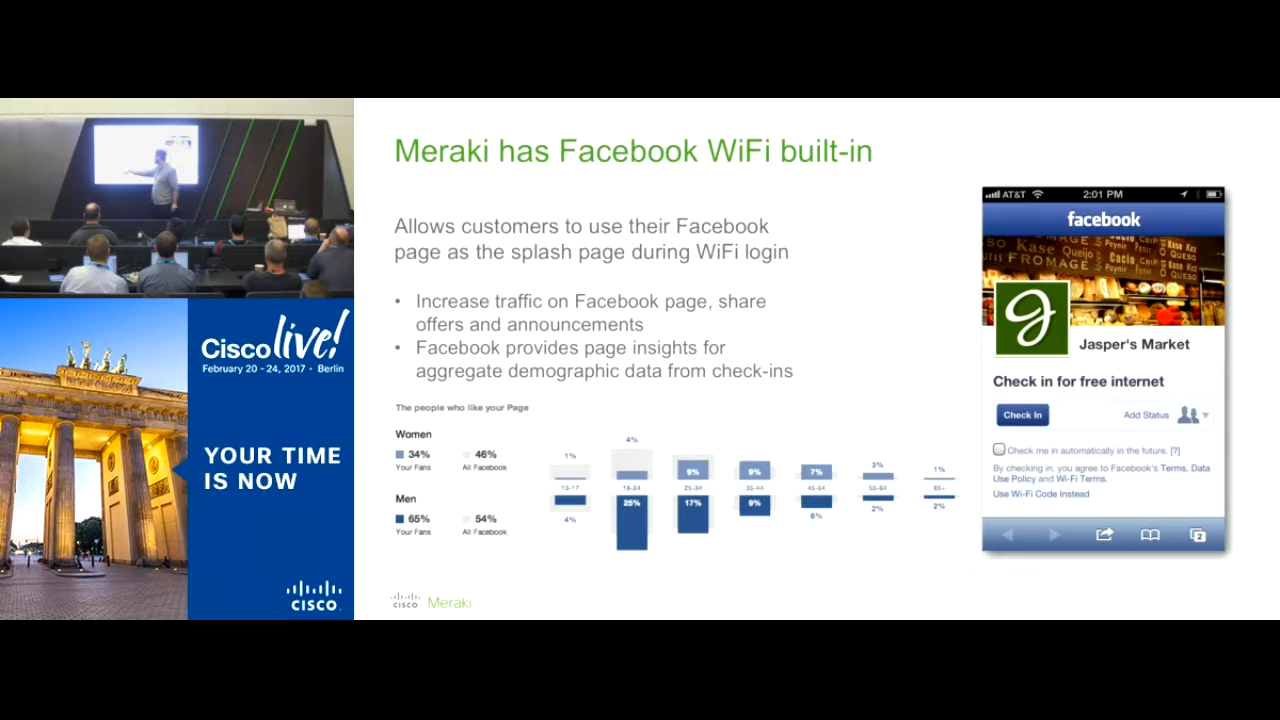 Meraki has Facebook WiFi built-in
Allows customers to use their Facebook
page as the splash page during WiFi login
• Increase traffic on Facebook page, share
offers and announcements
• Facebook provides page insights for
aggregate demographic data from check-ins
The people who like your Page
Women
34% 46%
Your Fans All Facebook
Men
65% 54%
Your Fans All Facebook
1% 4% 9% 9% 7% 3% 1%
13-17 18-24 25-34 35-44 45-54 55-64 65+
4% 25% 17% 9% 6% 2% 2%
CISCO Meraki
AT&T 2:01 PM
facebook
Kase
FROMAGE
Jasper's Market
Check in for free internet
Check In Add Status
Check me in automatically in the future. [?]
By checking in, you agree to Facebook's Terms, Data
Use Policy and Wi-Fi Terms.
Use Wi-Fi Code Instead
2
Cisco live!
February 20 - 24, 2017 • Berlin
YOUR TIME
IS NOW
CISCO